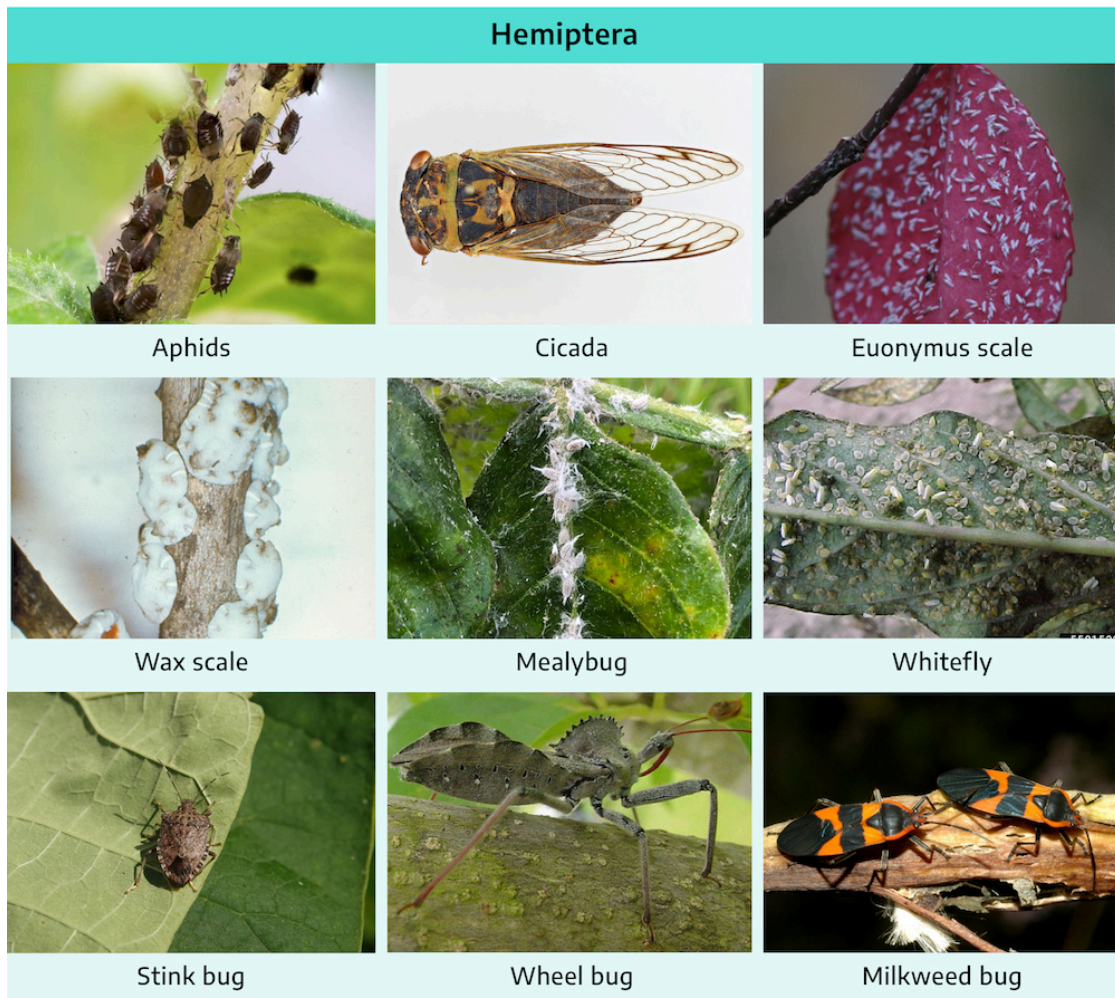 Hemiptera
Aphids
Cicada
Euonymus scale
Wax scale
Mealybug
Whitefly
Stink bug
Wheel bug
Milkweed bug